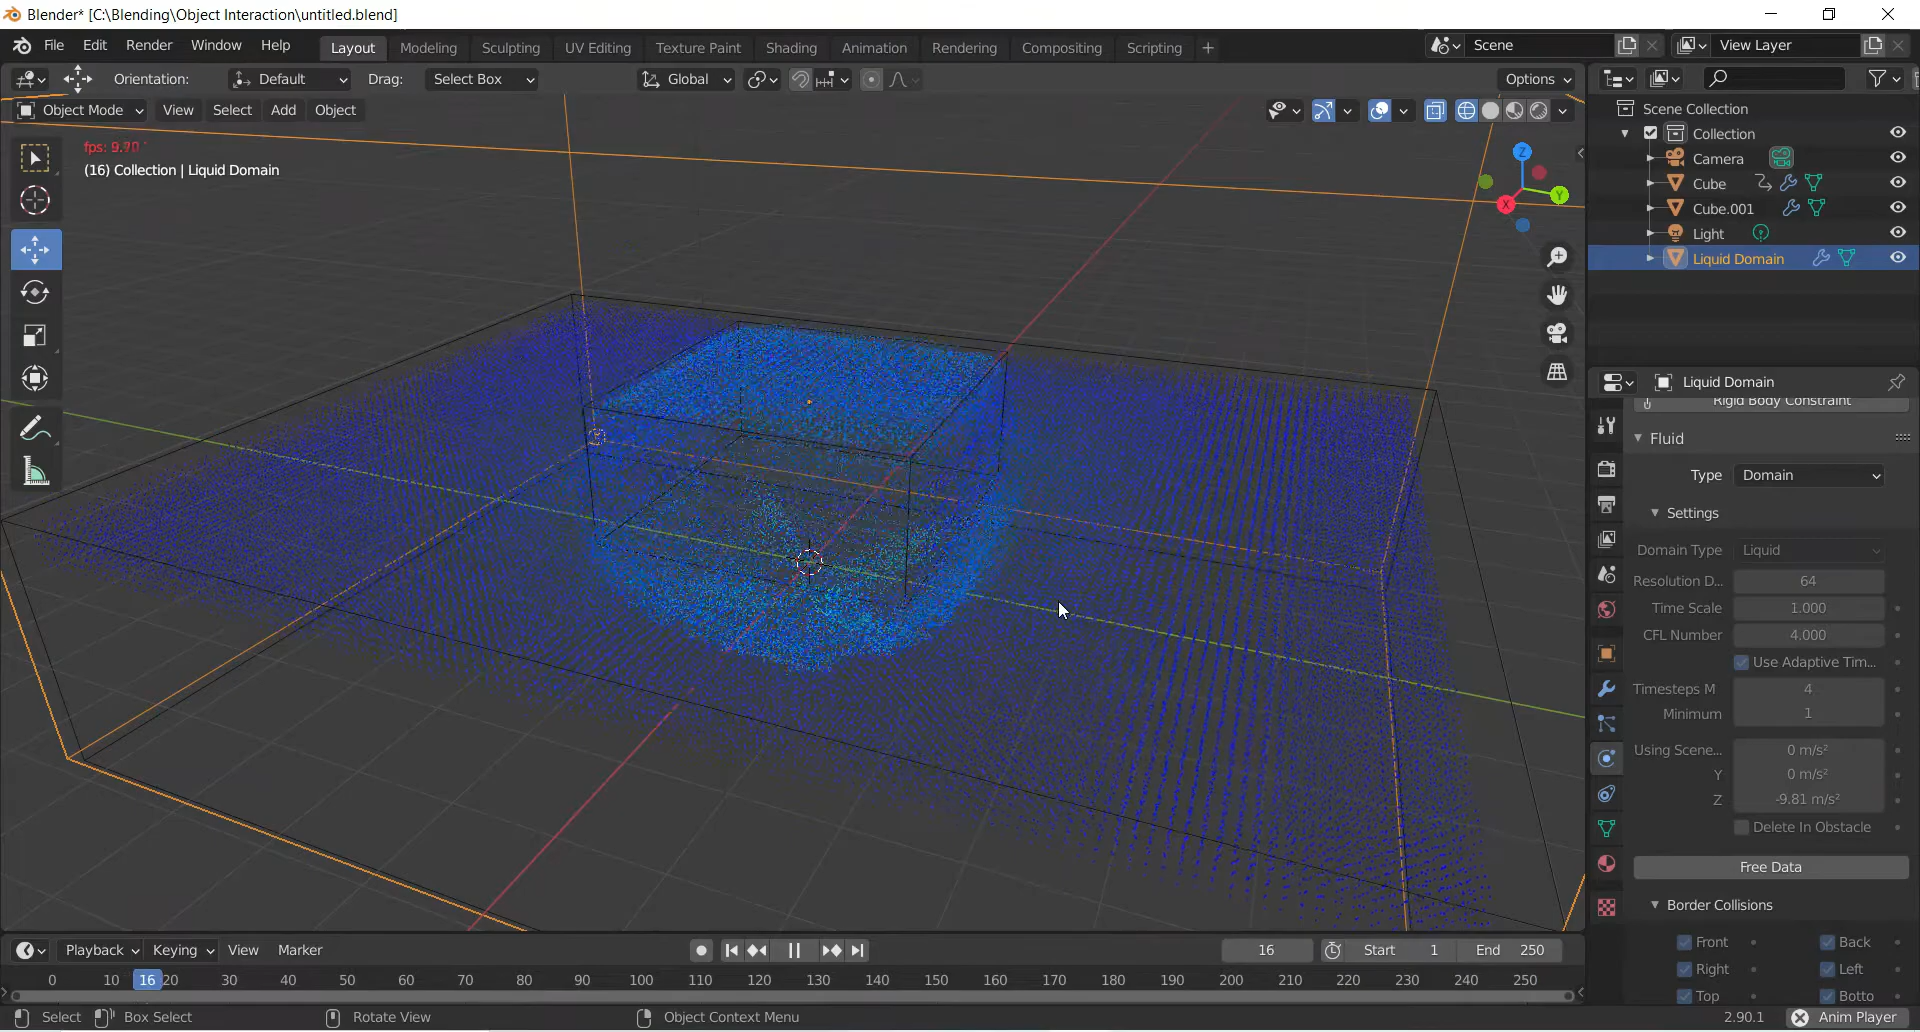 Blender* [C:\Blending\Object Interaction\untitled.blend]
File Edit Render Window Help Layout Modeling Sculpting UV Editing Texture Paint Shading Animation Rendering Compositing Scripting + Scene View Layer
Orientation: Default Drag: Select Box Global Options
Object Mode View Select Add Object
fps: 9.90
(16) Collection | Liquid Domain
Z
Y
X
Scene Collection
Collection
Camera
Cube
Cube.001
Light
Liquid Domain
Liquid Domain
Rigid Body Constraint
Fluid
Type Domain
Settings
Domain Type Liquid
Resolution D... 64
Time Scale 1.000
CFL Number 4.000
Use Adaptive Tim...
Timesteps M 4
Minimum 1
Using Scene... 0 m/s²
Y 0 m/s²
Z -9.81 m/s²
Delete In Obstacle
Free Data
Border Collisions
Front Back
Right Left
Top Botto
Playback Keying View Marker 16 Start 1 End 250
0 10 16 20 30 40 50 60 70 80 90 100 110 120 130 140 150 160 170 180 190 200 210 220 230 240 250
Select Box Select Rotate View Object Context Menu 2.90.1 Anim Player